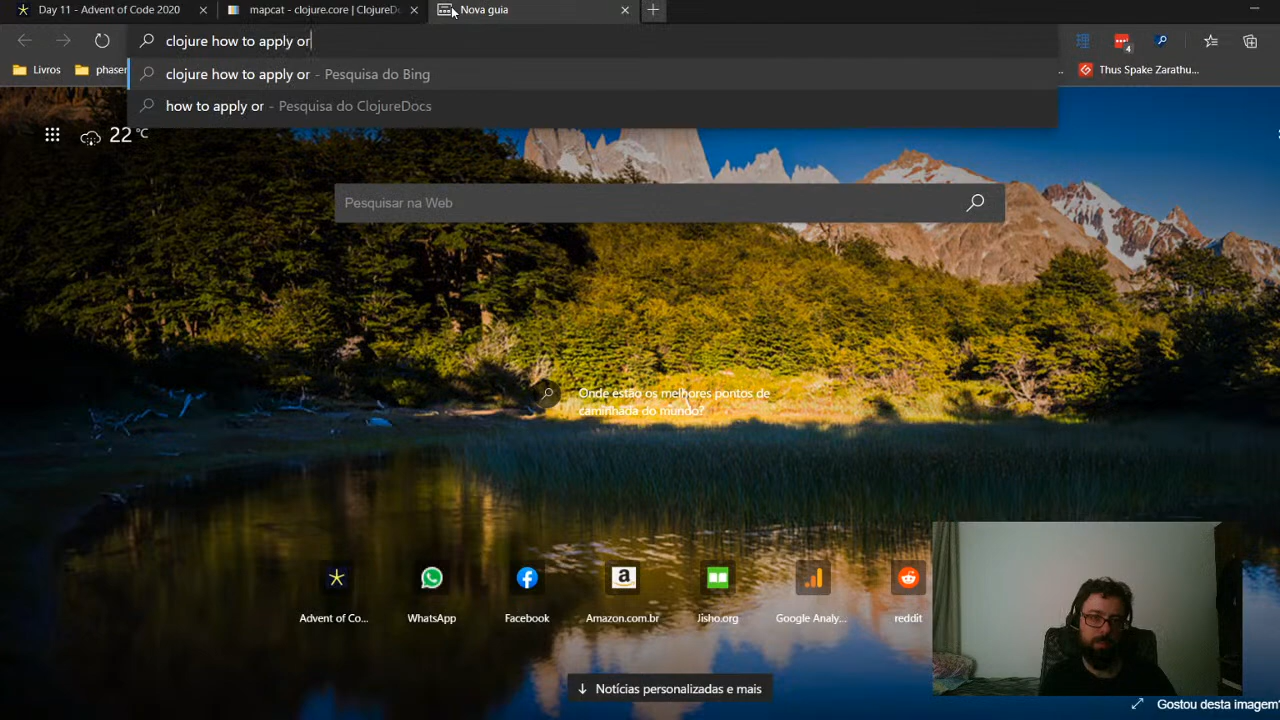 Day 11 - Advent of Code 2020
mapcat - clojure.core | ClojureDo
Nova guia
clojure how to apply or
4
Livros
phaser
Thus Spake Zarathu...
clojure how to apply or - Pesquisa do Bing
how to apply or - Pesquisa do ClojureDocs
22 °C
Pesquisar na Web
Onde estão os melhores pontos de
caminhada do mundo?
Advent of Co...
WhatsApp
Facebook
Amazon.com.br
Jisho.org
Google Analy...
reddit
Notícias personalizadas e mais
Gostou desta imagem